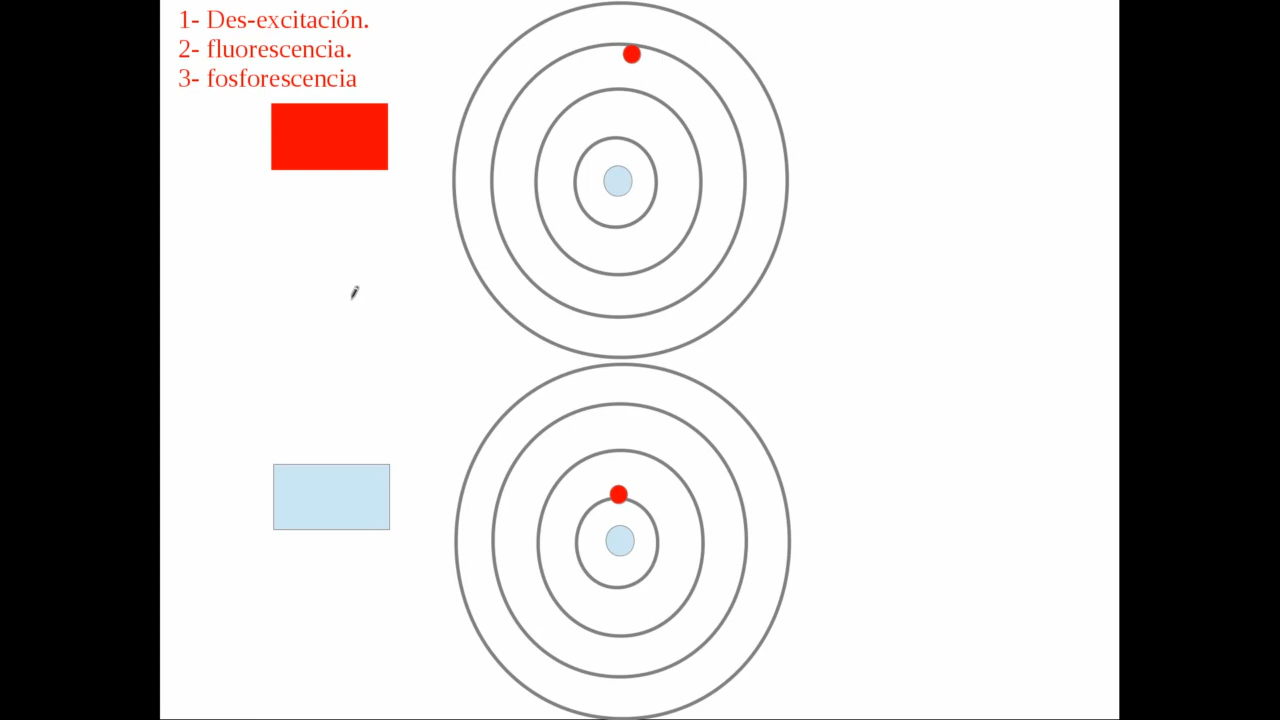 1- Des-excitación.
2- fluorescencia.
3- fosforescencia